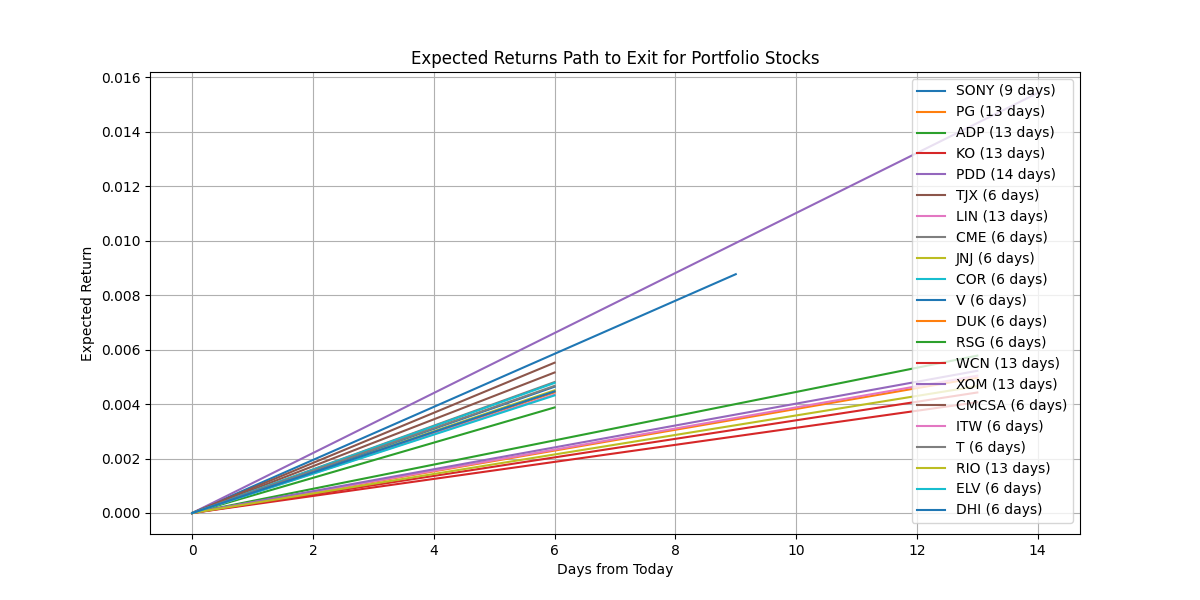 Expected Returns Path to Exit for Portfolio Stocks
Expected Return
0.016
0.014
0.012
0.010
0.008
0.006
0.004
0.002
0.000
SONY (9 days)
PG (13 days)
ADP (13 days)
KO (13 days)
PDD (14 days)
TJX (6 days)
LIN (13 days)
CME (6 days)
JNJ (6 days)
COR (6 days)
V (6 days)
DUK (6 days)
RSG (6 days)
WCN (13 days)
XOM (13 days)
CMCSA (6 days)
ITW (6 days)
T (6 days)
RIO (13 days)
ELV (6 days)
DHI (6 days)
0 2 4 6 8 10 12 14
Days from Today